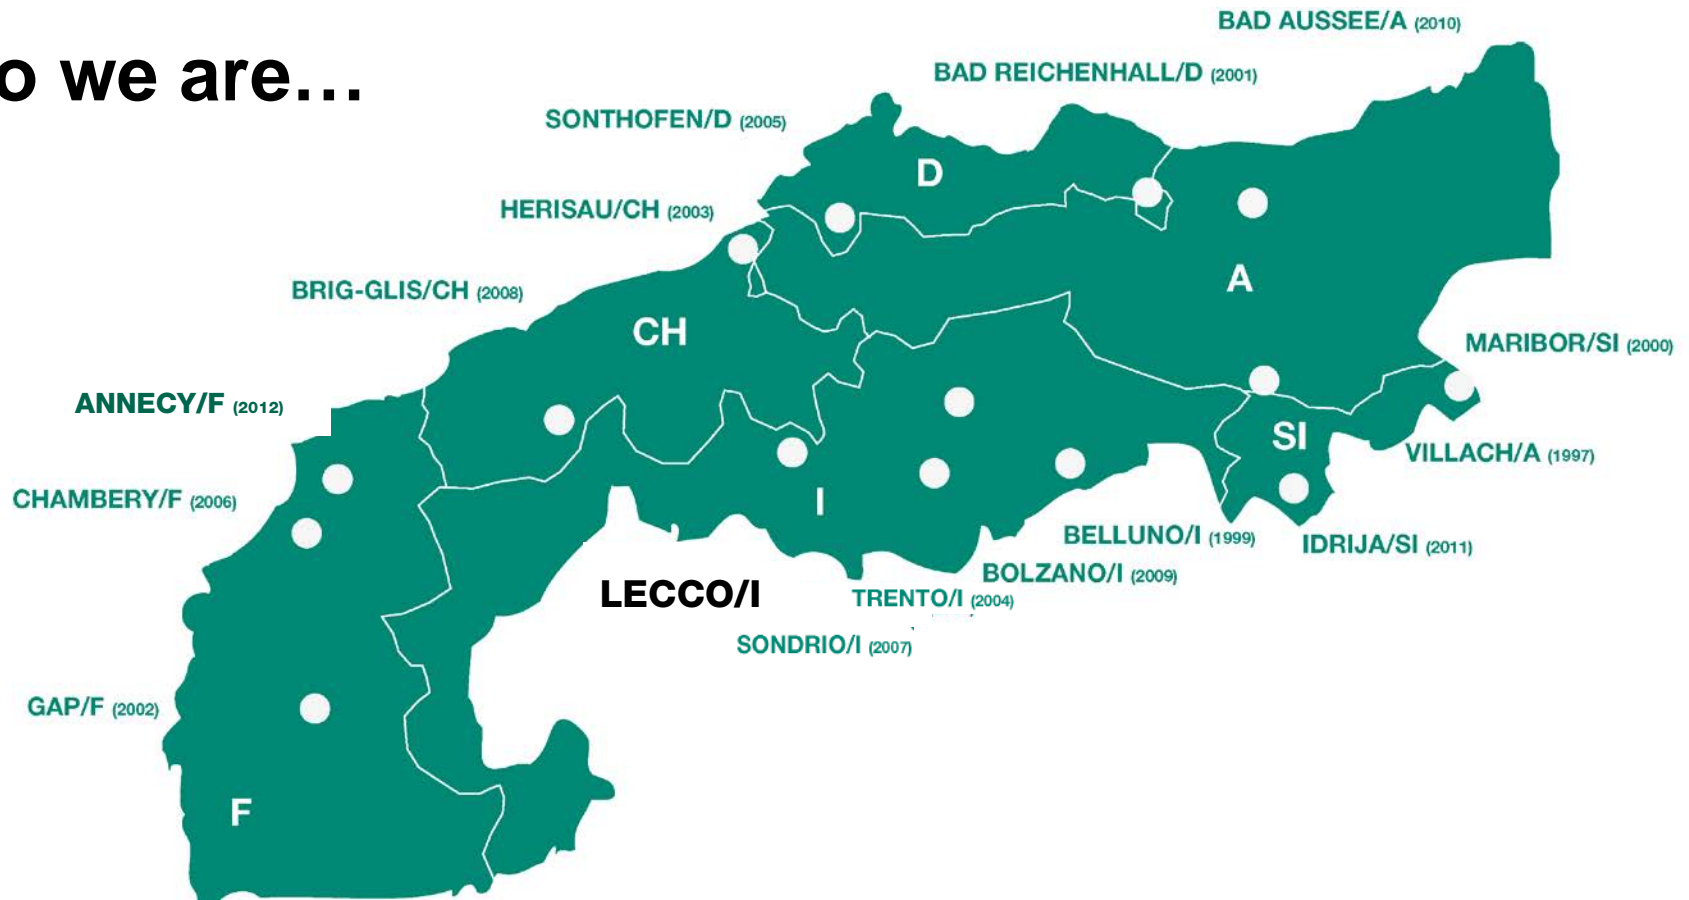 BAD AUSSEE/A (2010)
o we are...
BAD REICHENHALL/D (2001)
SONTHOFEN/D (2005)
D
HERISAU/CH (2003)
A
BRIG-GLIS/CH (2008)
CH
MARIBOR/SI (2000)
ANNECY/F (2012)
SI
VILLACH/A (1997)
CHAMBERY/F (2006)
I
BELLUNO/I (1999)
IDRIJA/SI (2011)
BOLZANO/I (2009)
LECCO/I
TRENTO/I (2004)
SONDRIO/I (2007)
GAP/F (2002)
F